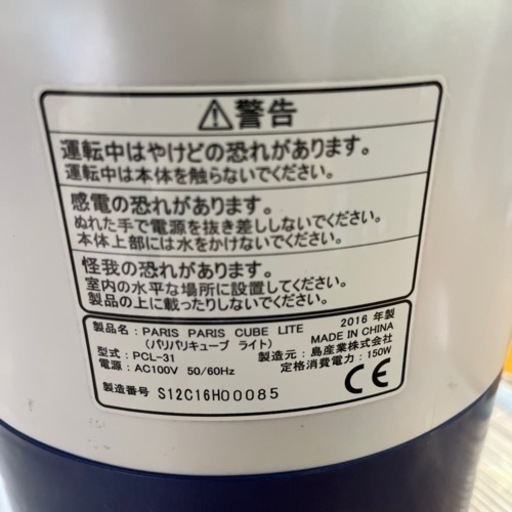 ⚠警告
運転中はやけどの恐れがあります。
運転中は本体を触らないでください。
感電の恐れがあります。
ぬれた手で電源を抜き差ししないでください。
本体上部には水をかけないでください。
怪我の恐れがあります。
室内の水平な場所に設置してください。
製品の上に載ったりしないでください。
製品名：PARIS PARIS CUBE LITE 2016 年製
（パリパリキューブ ライト） MADE IN CHINA
型式：PCL-31 製造元：島産業株式会社
電源：AC100V 50/60Hz 定格消費電力：150W
製造番号 S12C16H00085 CE